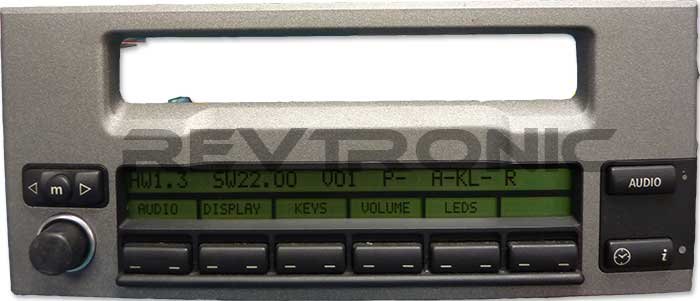 REVTRONIC
HW1.3 SW22.00 V01 P- A-KL- R
AUDIO DISPLAY KEYS VOLUME LEDS
m
AUDIO
i